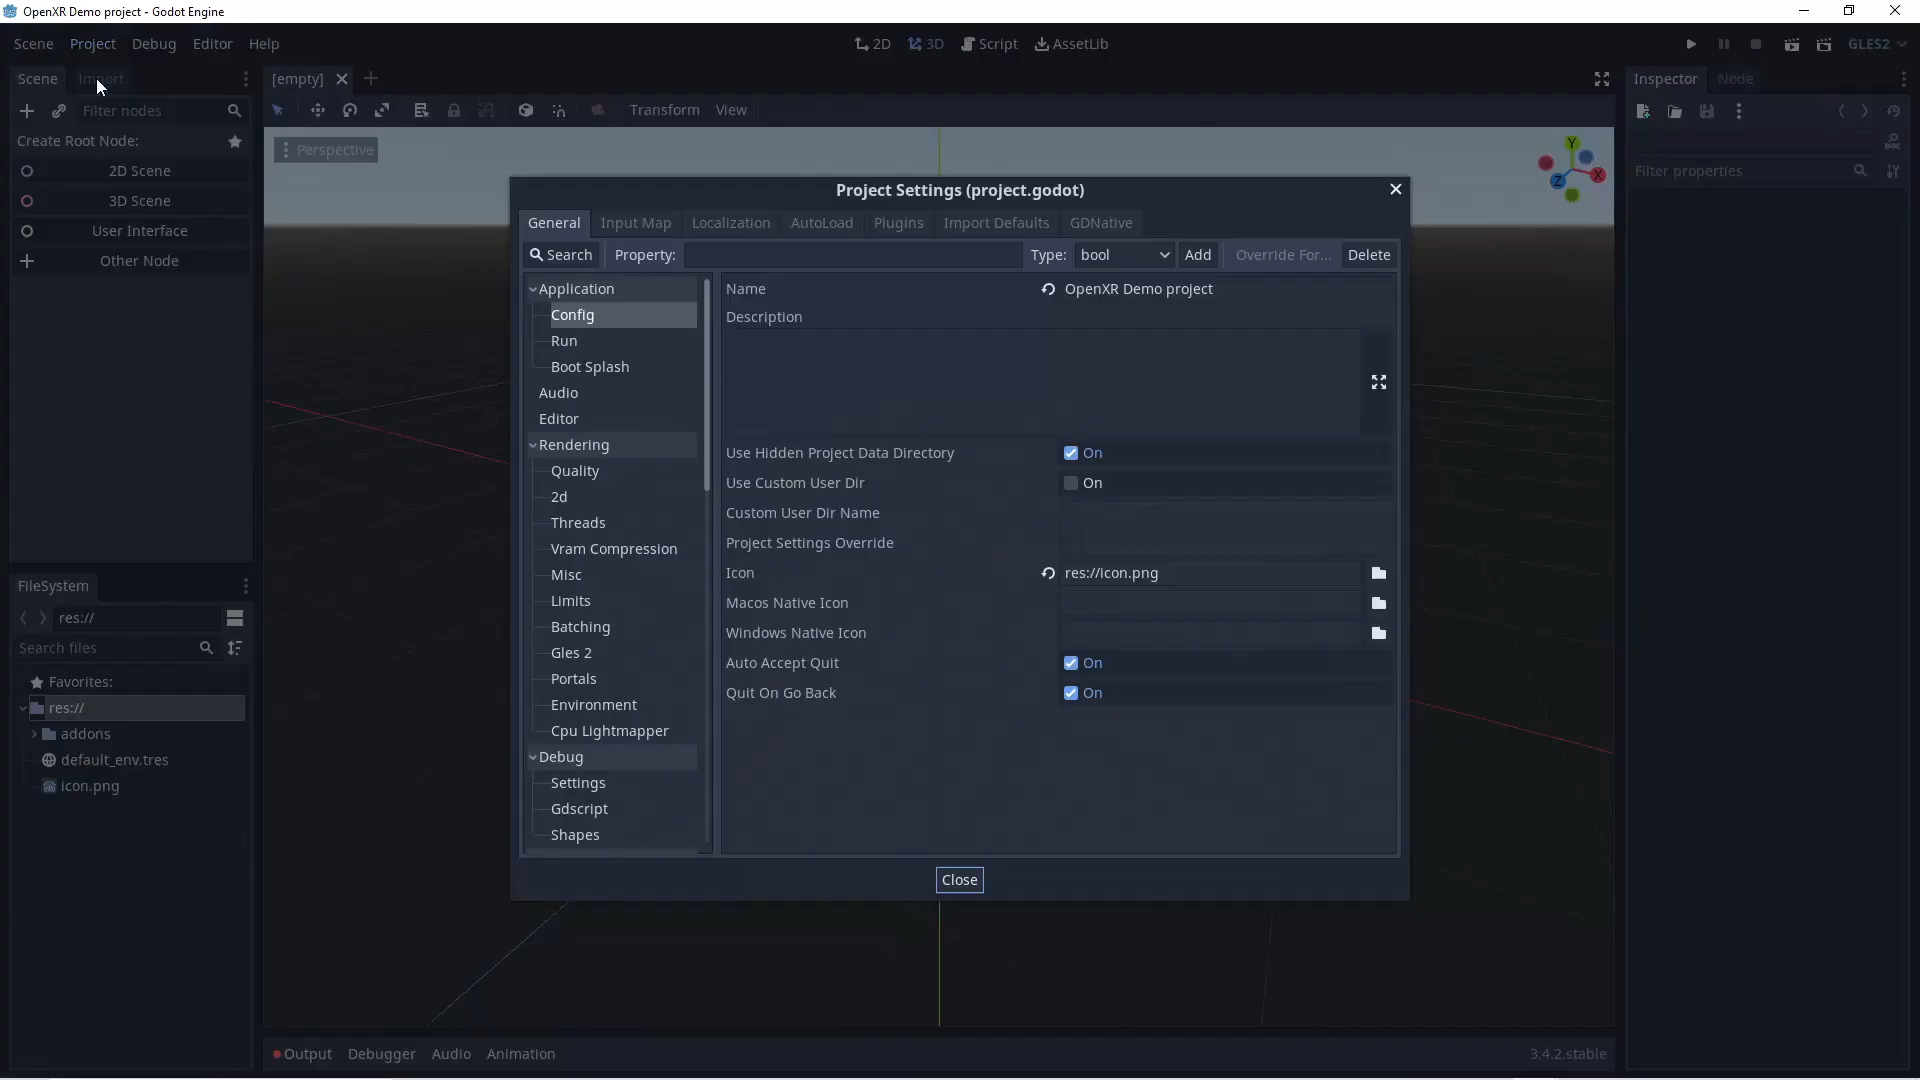 OpenXR Demo project - Godot Engine
Scene Project Debug Editor Help
2D 3D Script AssetLib
GLES2
Scene Import
[empty]
Inspector Node
Filter nodes
Transform View
Create Root Node:
Perspective
Y
X
Z
2D Scene
3D Scene
User Interface
Other Node
Filter properties
Project Settings (project.godot)
General Input Map Localization AutoLoad Plugins Import Defaults GDNative
Search Property: Type: bool Add Override For... Delete
Application
Config
Run
Boot Splash
Audio
Editor
Rendering
Quality
2d
Threads
Vram Compression
Misc
Limits
Batching
Gles 2
Portals
Environment
Cpu Lightmapper
Debug
Settings
Gdscript
Shapes
Name OpenXR Demo project
Description
Use Hidden Project Data Directory On
Use Custom User Dir On
Custom User Dir Name
Project Settings Override
Icon res://icon.png
Macos Native Icon
Windows Native Icon
Auto Accept Quit On
Quit On Go Back On
Close
FileSystem
res://
Search files
Favorites:
res://
addons
default_env.tres
icon.png
Output Debugger Audio Animation
3.4.2.stable